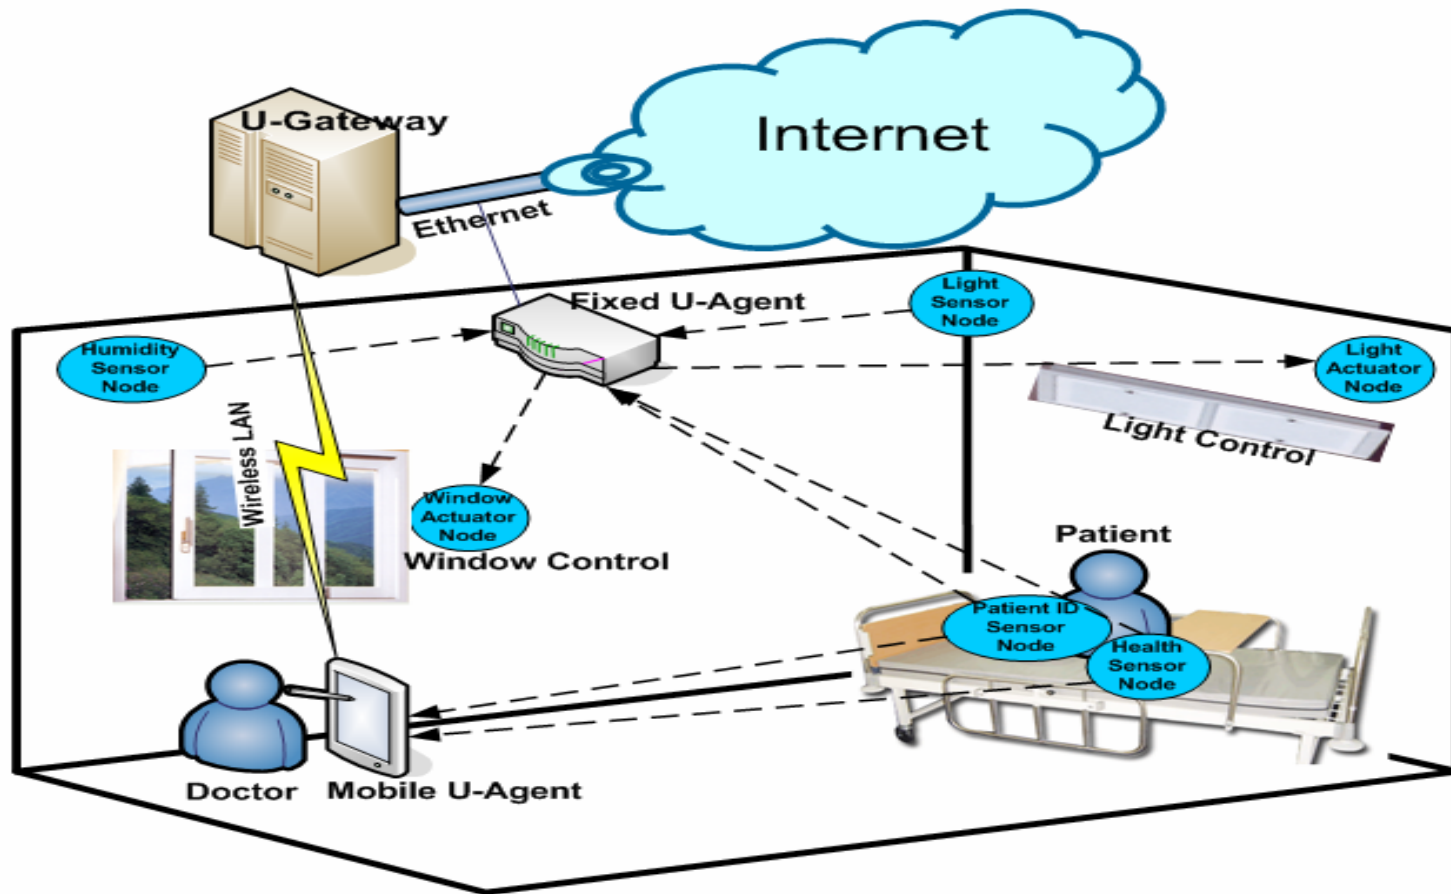 U-Gateway
Internet
Ethernet
Fixed U-Agent
Light
Sensor
Node
Humidity
Sensor
Node
Light
Actuator
Node
Wireless LAN
Light Control
Window
Actuator
Node
Window Control
Patient
Patient ID
Sensor
Node
Health
Sensor
Node
Doctor
Mobile U-Agent